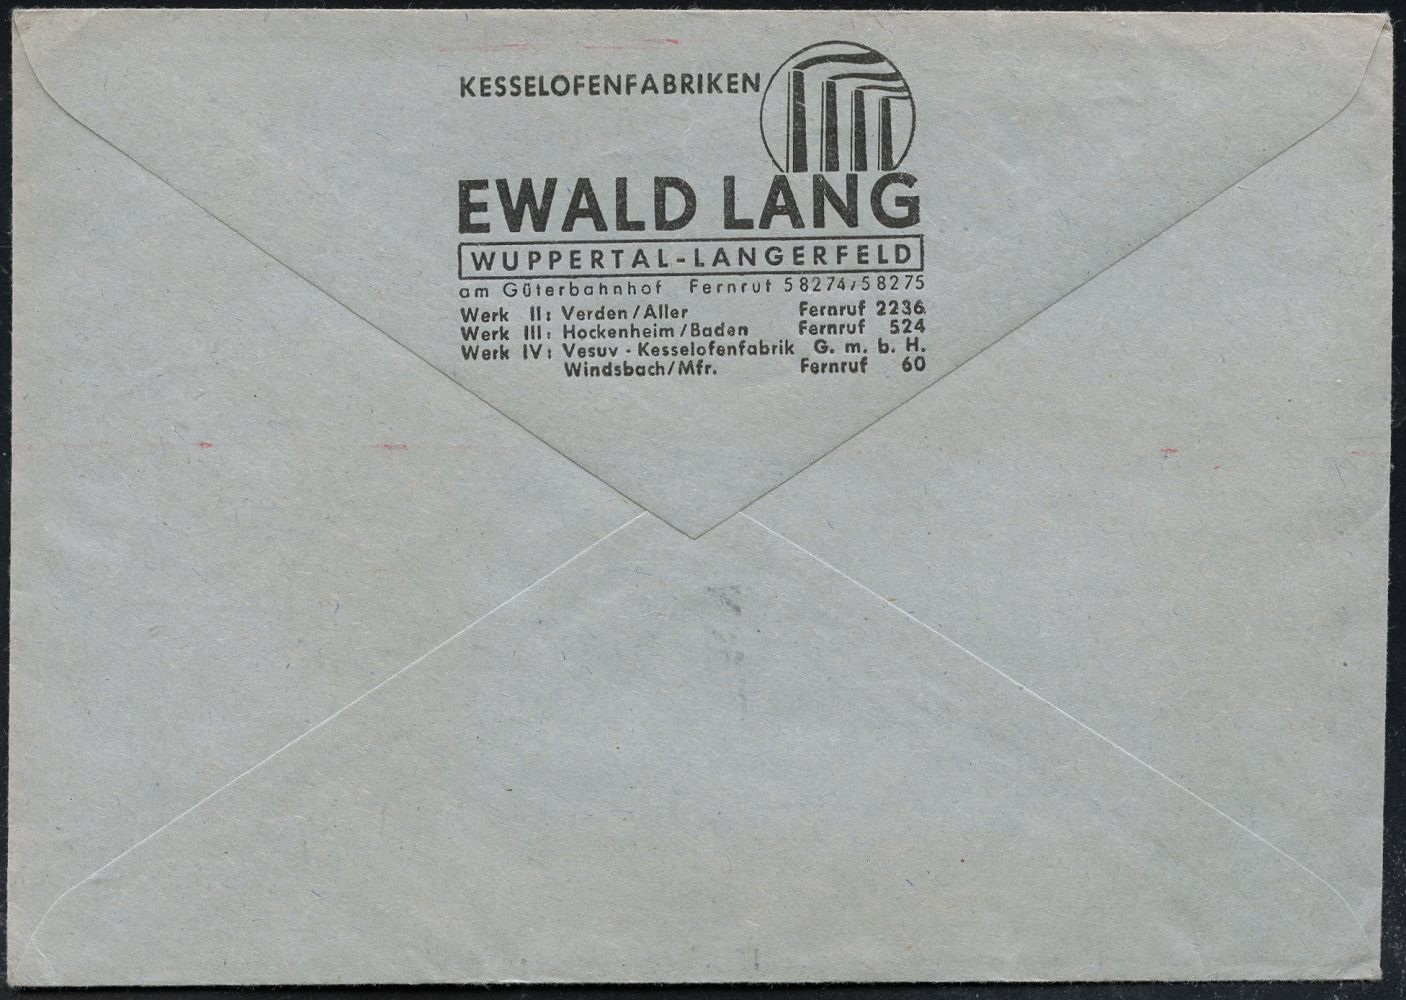 KESSELOFENFABRIKEN
EWALD LANG
WUPPERTAL-LANGERFELD
am Güterbahnhof Fernruf 58274/58275
Werk II: Verden/Aller Fernruf 2236
Werk III: Hockenheim/Baden Fernruf 524
Werk IV: Vesuv - Kesselofenfabrik G. m. b. H.
Windsbach/Mfr. Fernruf 60